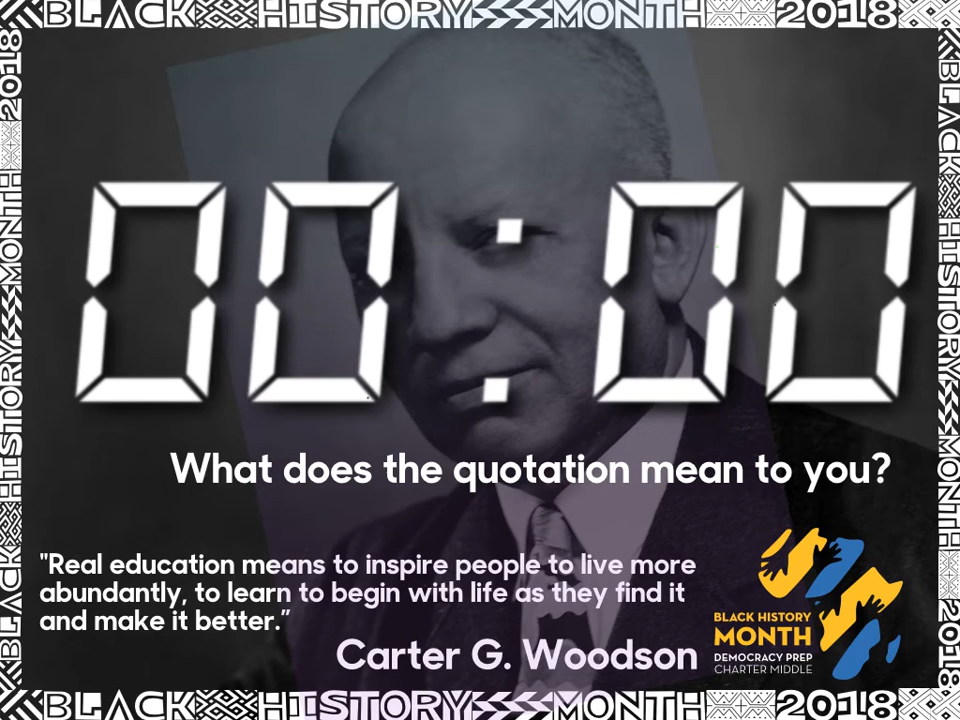 BLACK HISTORY MONTH 2018
2018 BLACK HISTORY MONTH
BLACK HISTORY MONTH 2018
00:00
What does the quotation mean to you?
"Real education means to inspire people to live more
abundantly, to learn to begin with life as they find it
and make it better.”
Carter G. Woodson
BLACK HISTORY
MONTH
DEMOCRACY PREP
CHARTER MIDDLE
BLACK HISTORY MONTH 2018